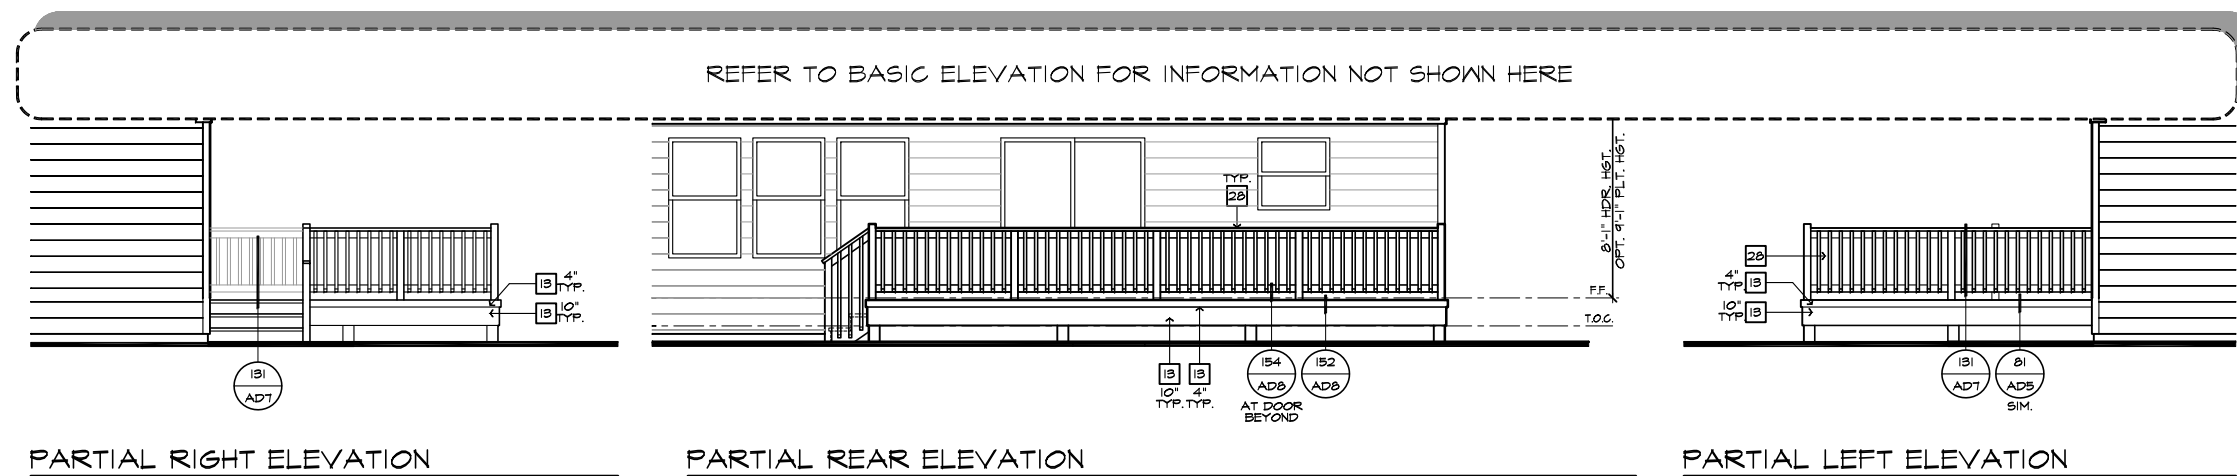 REFER TO BASIC ELEVATION FOR INFORMATION NOT SHOWN HERE
13 4"
TYP.
13 10"
TYP.
131
AD7
PARTIAL RIGHT ELEVATION
TYP.
28
8'-1" HDR. HGT.
OPT. 9'-1" PLT. HGT.
F.F.
T.O.C.
13
10"
TYP.
13
4"
TYP.
154
AD8
AT DOOR
BEYOND
152
AD8
PARTIAL REAR ELEVATION
28
4"
TYP. 13
10"
TYP. 13
131
AD7
81
AD5
SIM.
PARTIAL LEFT ELEVATION